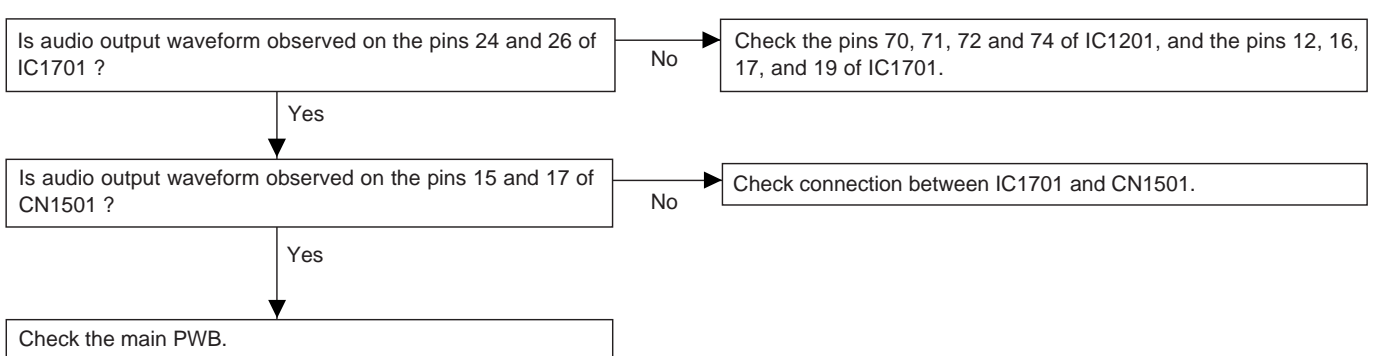 Is audio output waveform observed on the pins 24 and 26 of
IC1701 ?
No
Check the pins 70, 71, 72 and 74 of IC1201, and the pins 12, 16,
17, and 19 of IC1701.
Yes
Is audio output waveform observed on the pins 15 and 17 of
CN1501 ?
No
Check connection between IC1701 and CN1501.
Yes
Check the main PWB.